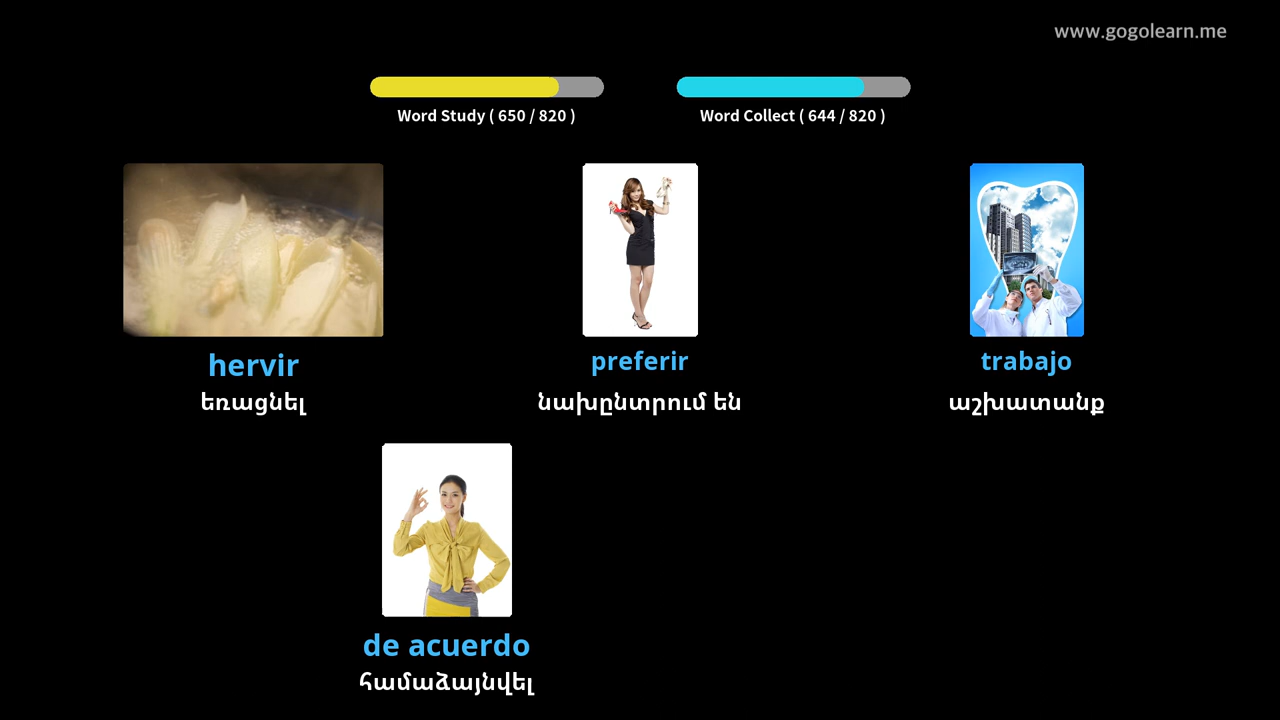 www.gogolearn.me
Word Study ( 650 / 820 )
Word Collect ( 644 / 820 )
hervir
եռացնել
preferir
նախընտրում են
trabajo
աշխատանք
de acuerdo
համաձայնվել